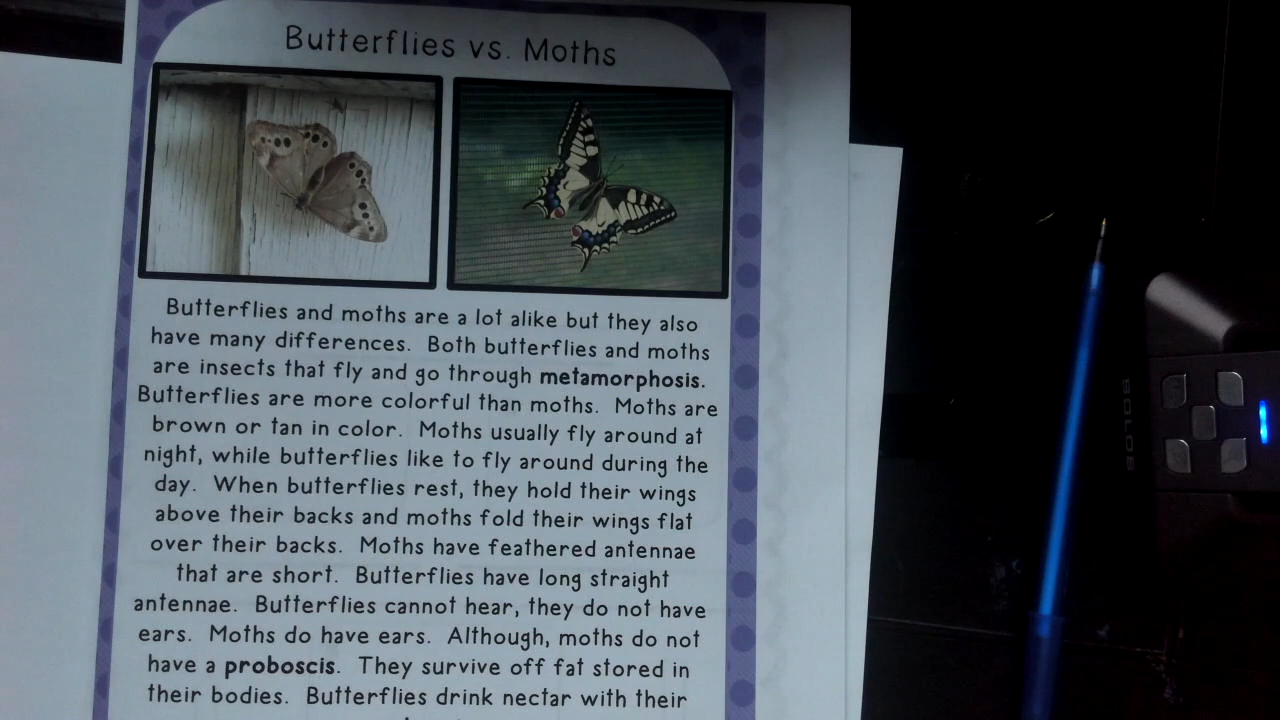 Butterflies vs. Moths
Butterflies and moths are a lot alike but they also
have many differences. Both butterflies and moths
are insects that fly and go through metamorphosis.
Butterflies are more colorful than moths. Moths are
brown or tan in color. Moths usually fly around at
night, while butterflies like to fly around during the
day. When butterflies rest, they hold their wings
above their backs and moths fold their wings flat
over their backs. Moths have feathered antennae
that are short. Butterflies have long straight
antennae. Butterflies cannot hear, they do not have
ears. Moths do have ears. Although, moths do not
have a proboscis. They survive off fat stored in
their bodies. Butterflies drink nectar with their